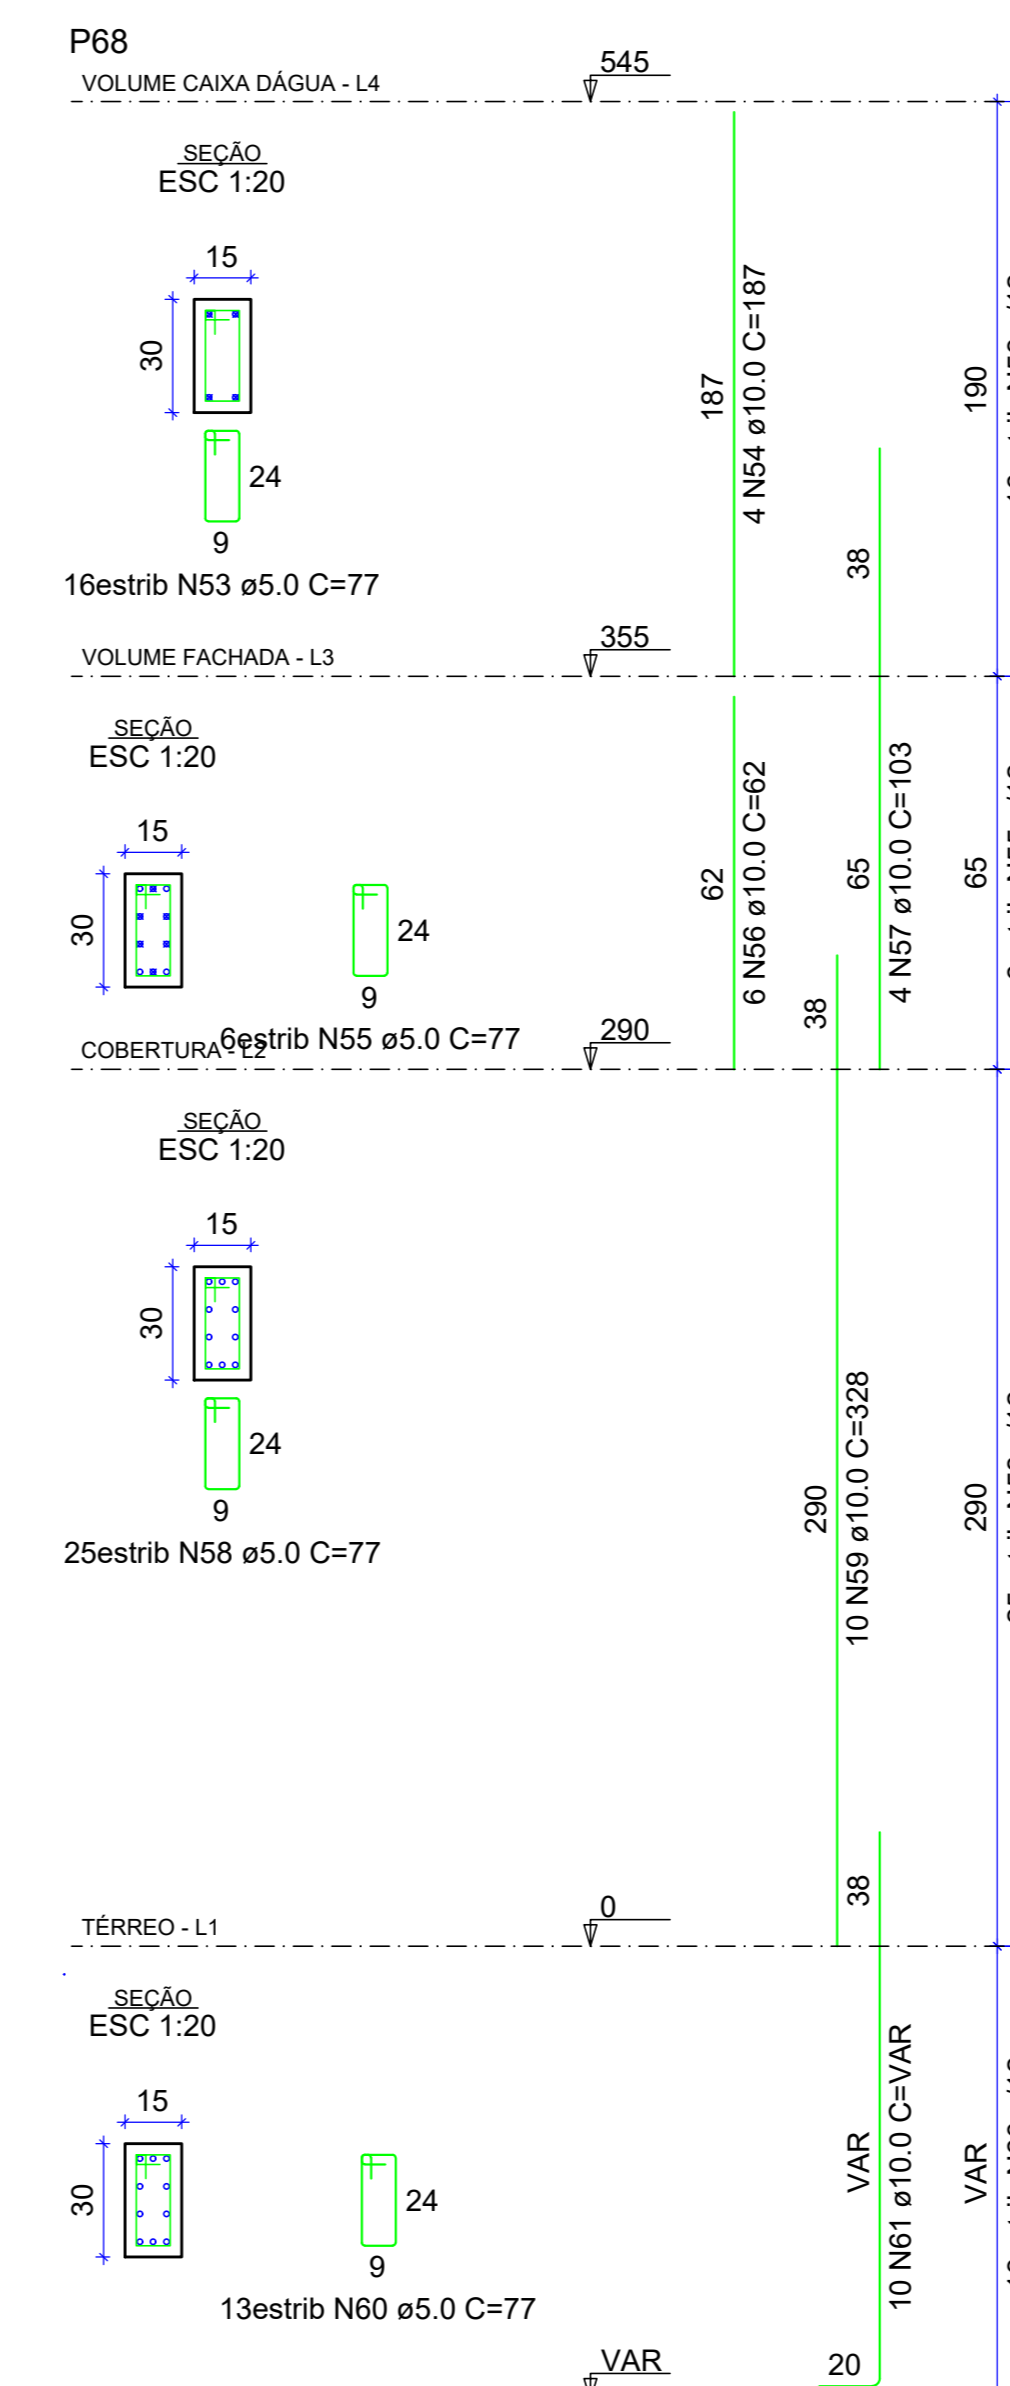 P68
VOLUME CAIXA DÁGUA - L4
545
SEÇÃO
ESC 1:20
15
30
24
9
16estrib N53 ø5.0 C=77
187
4 N54 ø10.0 C=187
38
190
VOLUME FACHADA - L3
355
SEÇÃO
ESC 1:20
15
30
24
9
6estrib N55 ø5.0 C=77
62
6 N56 ø10.0 C=62
65
4 N57 ø10.0 C=103
38
65
COBERTURA - L2
290
SEÇÃO
ESC 1:20
15
30
24
9
25estrib N58 ø5.0 C=77
290
10 N59 ø10.0 C=328
290
38
TÉRREO - L1
0
SEÇÃO
ESC 1:20
15
30
24
9
13estrib N60 ø5.0 C=77
VAR
10 N61 ø10.0 C=VAR
VAR
VAR
20